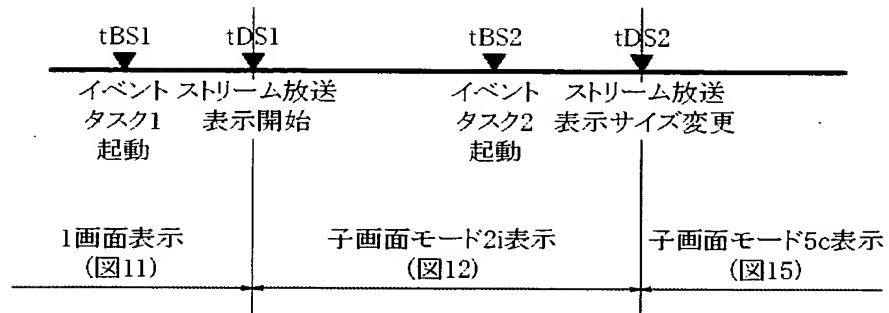 tBS1 tDS1 tBS2 tDS2
イベント ストリーム放送 イベント ストリーム放送
タスク1 表示開始 タスク2 表示サイズ変更
起動 起動
1画面表示 子画面モード2i表示 子画面モード5c表示
(図11) (図12) (図15)